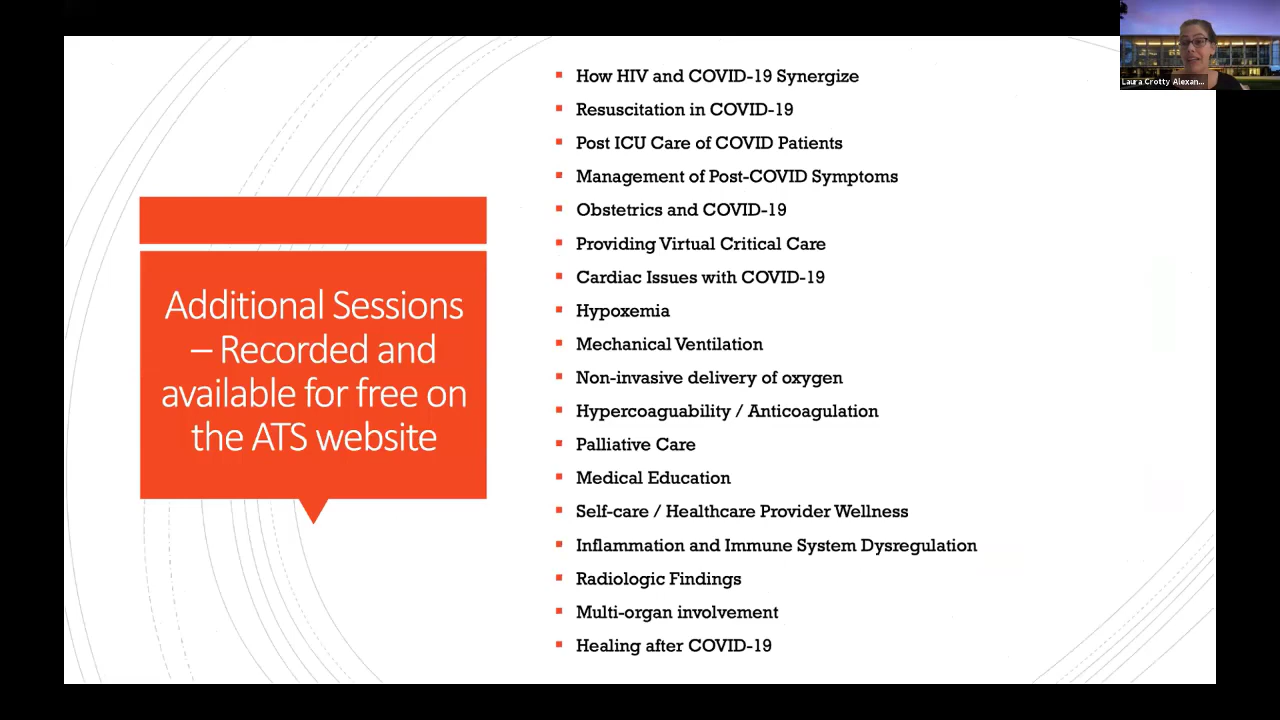 Laura Crotty Alexan...
Additional Sessions
– Recorded and
available for free on
the ATS website
How HIV and COVID-19 Synergize
Resuscitation in COVID-19
Post ICU Care of COVID Patients
Management of Post-COVID Symptoms
Obstetrics and COVID-19
Providing Virtual Critical Care
Cardiac Issues with COVID-19
Hypoxemia
Mechanical Ventilation
Non-invasive delivery of oxygen
Hypercoaguability / Anticoagulation
Palliative Care
Medical Education
Self-care / Healthcare Provider Wellness
Inflammation and Immune System Dysregulation
Radiologic Findings
Multi-organ involvement
Healing after COVID-19